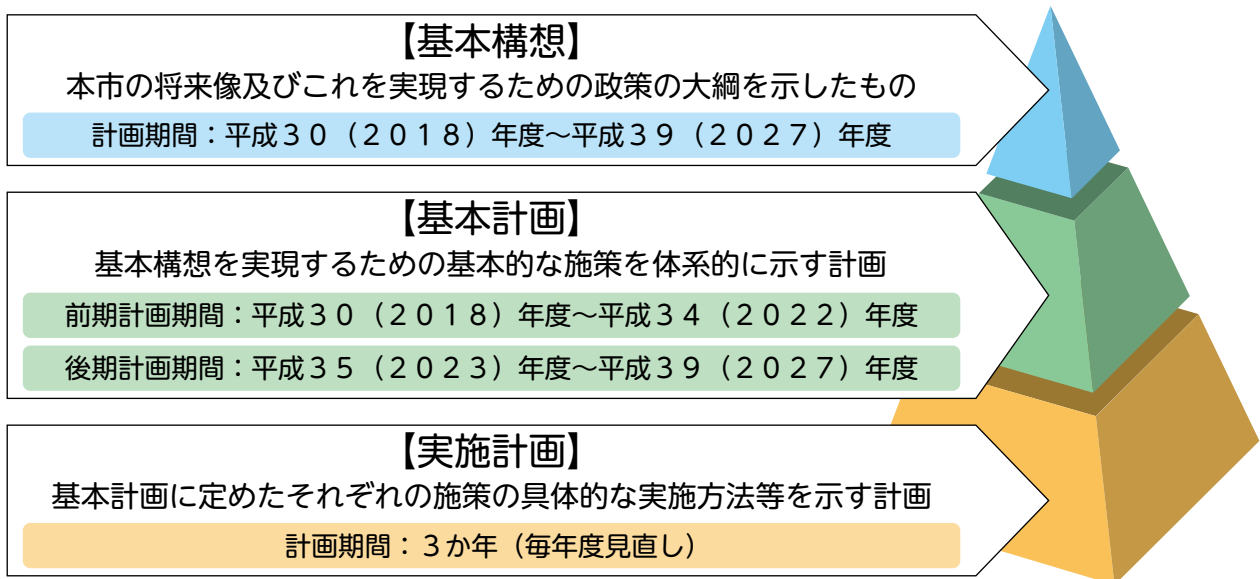 【基本構想】
本市の将来像及びこれを実現するための政策の大綱を示したもの
計画期間：平成３０（２０１８）年度～平成３９（２０２７）年度
【基本計画】
基本構想を実現するための基本的な施策を体系的に示す計画
前期計画期間：平成３０（２０１８）年度～平成３４（２０２２）年度
後期計画期間：平成３５（２０２３）年度～平成３９（２０２７）年度
【実施計画】
基本計画に定めたそれぞれの施策の具体的な実施方法等を示す計画
計画期間：３か年（毎年度見直し）